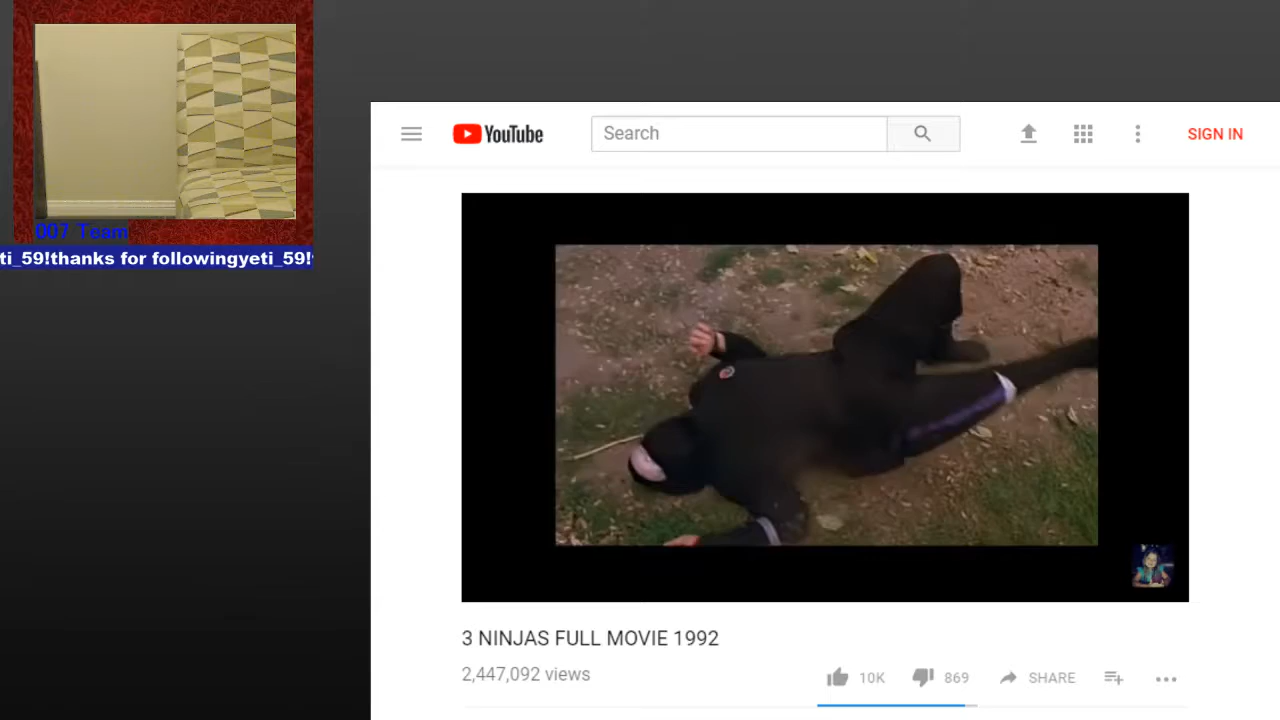 007 Team
ti_59!thanks for followingyeti_59!
YouTube
Search
SIGN IN
3 NINJAS FULL MOVIE 1992
2,447,092 views
10K
869
SHARE